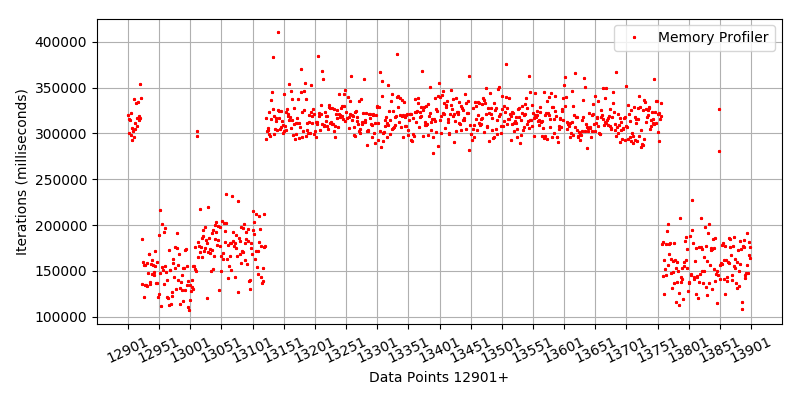 400000
350000
300000
250000
200000
150000
100000
Iterations (milliseconds)
Memory Profiler
12901 12951 13001 13051 13101 13151 13201 13251 13301 13351 13401 13451 13501 13551 13601 13651 13701 13751 13801 13851 13901
Data Points 12901+